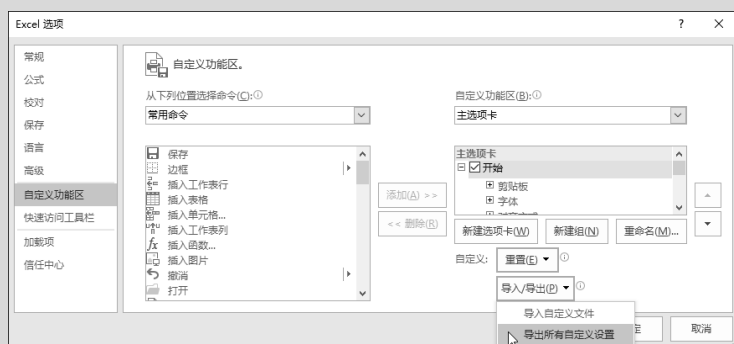 Excel 选项
?
×
常规
公式
校对
保存
语言
高级
自定义功能区
快速访问工具栏
加载项
信任中心
自定义功能区。
从下列位置选择命令(C):
常用命令
保存
边框
插入工作表行
插入表格
插入单元格...
插入工作表列
fx 插入函数...
插入图片
撤消
打开
添加(A) >>
<< 删除(R)
自定义功能区(B):
主选项卡
主选项卡
开始
剪贴板
字体
新建选项卡(W)
新建组(N)
重命名(M)...
自定义:
重置(E)
导入/导出(P)
导入自定义文件
导出所有自定义设置
取消